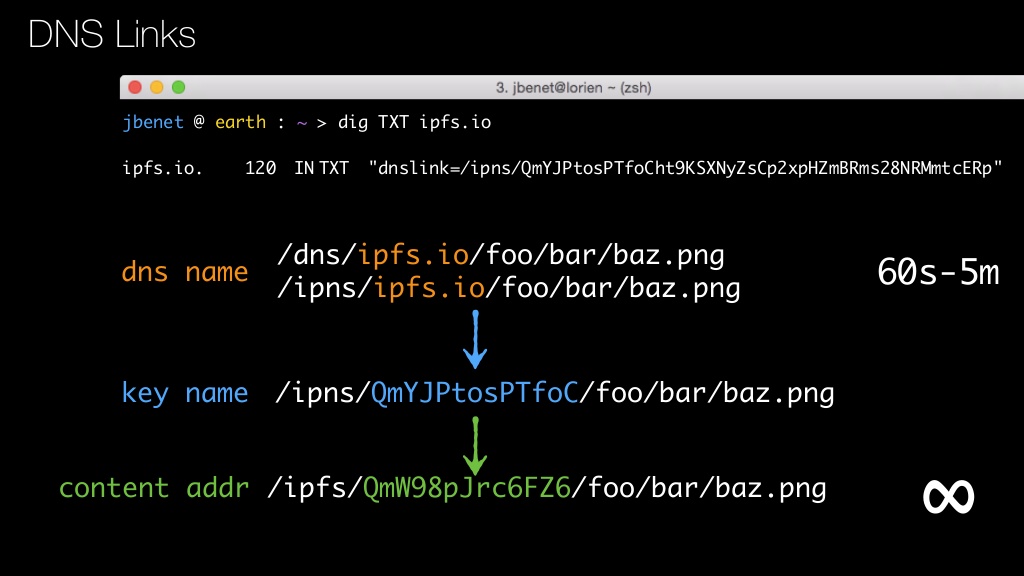 DNS Links
3. jbenet@lorien ~ (zsh)
jbenet @ earth : ~ > dig TXT ipfs.io
ipfs.io. 120 IN TXT "dnslink=/ipns/QmYJPtosPTfoCht9KSXNyZsCp2xpHZmBRms28NRMmtcERp"
/dns/ipfs.io/foo/bar/baz.png
dns name /ipns/ipfs.io/foo/bar/baz.png 60s-5m
key name /ipns/QmYJPtosPTfoC/foo/bar/baz.png
content addr /ipfs/QmW98pJrc6FZ6/foo/bar/baz.png ∞